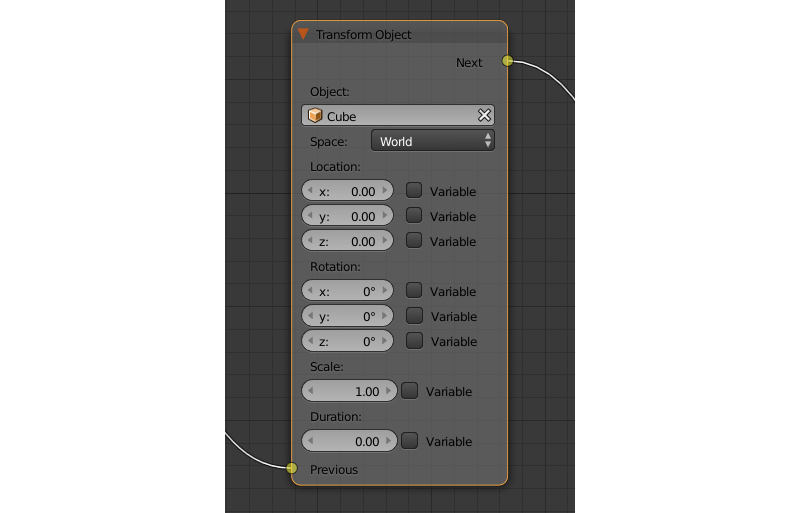 Transform Object
Next
Object:
Cube
Space: World
Location:
x: 0.00 Variable
y: 0.00 Variable
z: 0.00 Variable
Rotation:
x: 0° Variable
y: 0° Variable
z: 0° Variable
Scale:
1.00 Variable
Duration:
0.00 Variable
Previous